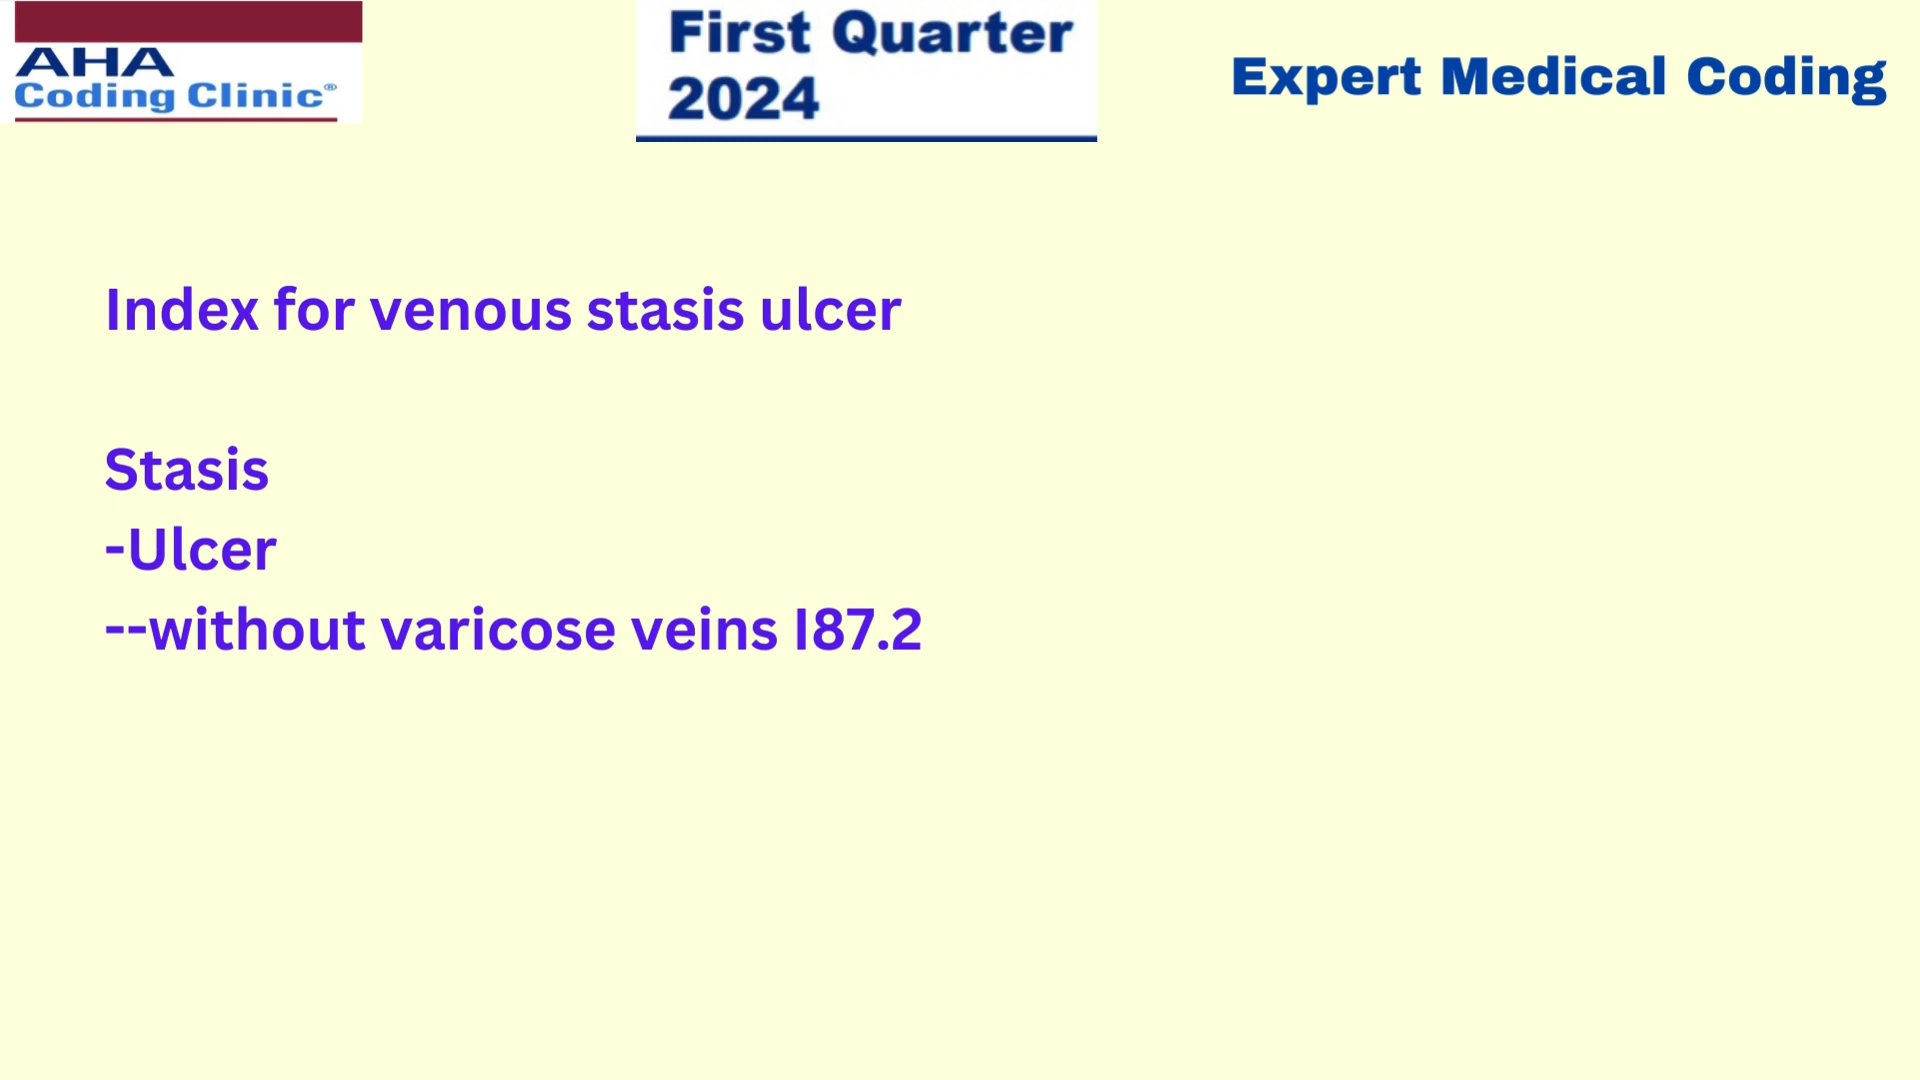 AHA
Coding Clinic®
First Quarter
2024
Expert Medical Coding
Index for venous stasis ulcer
Stasis
-Ulcer
--without varicose veins I87.2